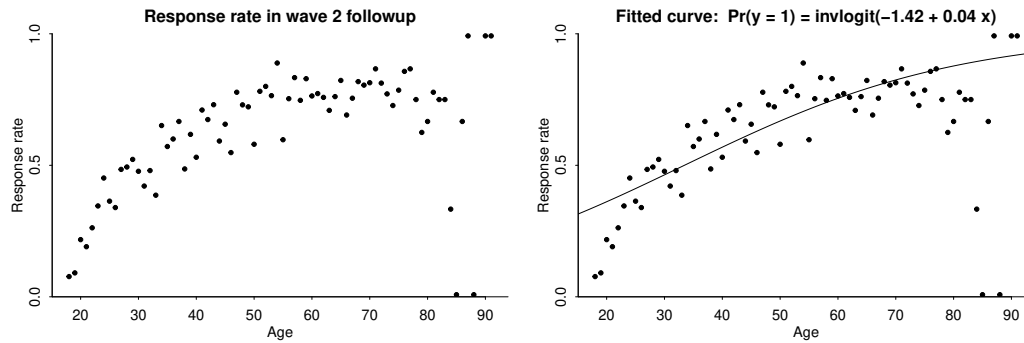 Response rate in wave 2 followup
Response rate
0.0
0.5
1.0
20 30 40 50 60 70 80 90
Age
Fitted curve: Pr(y = 1) = invlogit(−1.42 + 0.04 x)
Response rate
0.0
0.5
1.0
20 30 40 50 60 70 80 90
Age